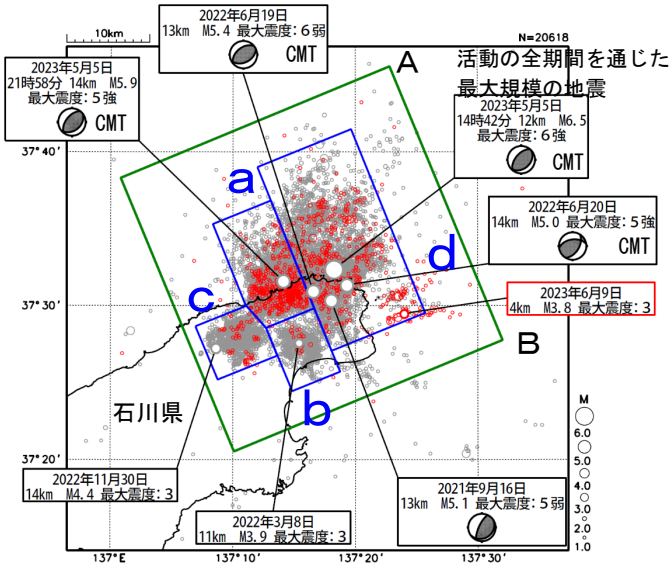 10km
N=20618
2022年6月19日
13km M5.4 最大震度：6弱
CMT
A
活動の全期間を通じた
最大規模の地震
2023年5月5日
21時58分 14km M5.9
最大震度：5強
CMT
2023年5月5日
14時42分 12km M6.5
最大震度：6強
CMT
37°40′
a
2022年6月20日
14km M5.0 最大震度：5弱
CMT
d
c
2023年6月9日
4km M3.8 最大震度：3
37°30′
B
石川県
b
M
6.0
5.0
4.0
3.0
2.0
1.0
37°20′
2022年11月30日
14km M4.4 最大震度：3
2021年9月16日
13km M5.1 最大震度：5弱
2022年3月8日
11km M3.9 最大震度：3
137°E
137°10′
137°20′
137°30′